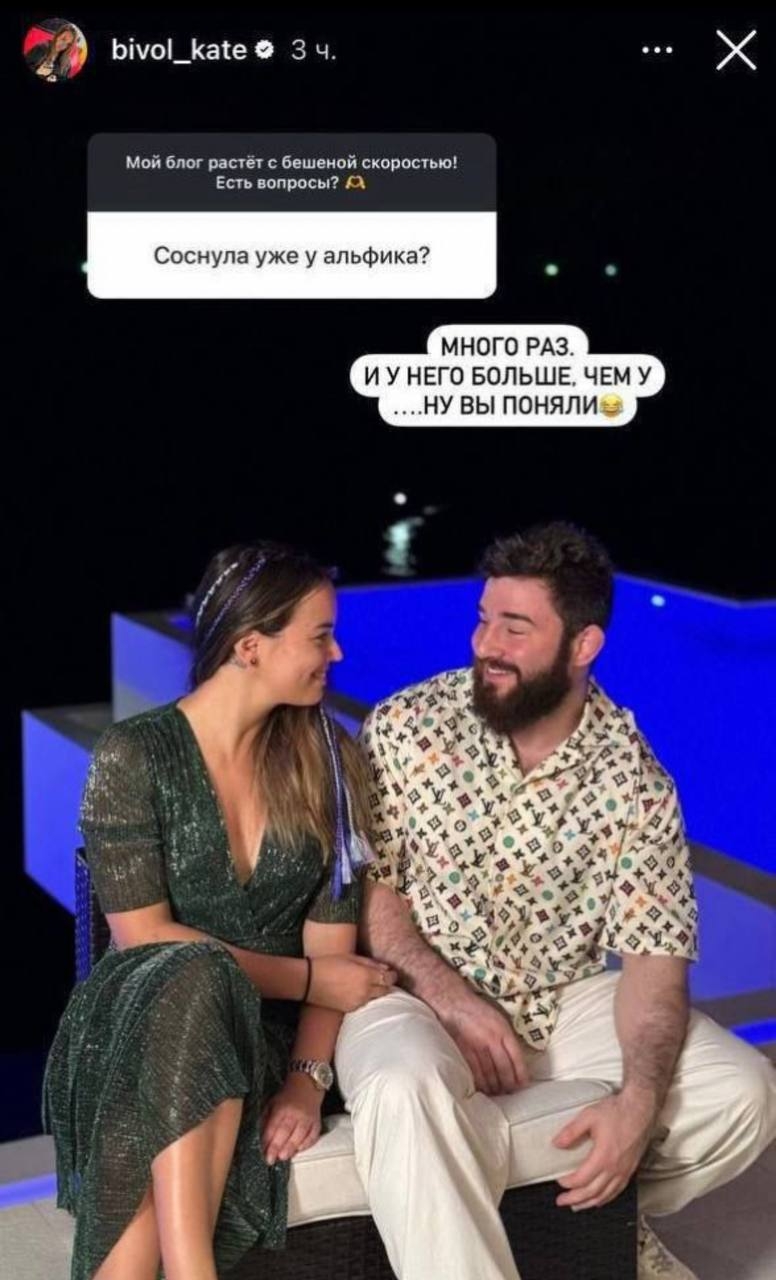 bivol_kate 3 ч.
Мой блог растёт с бешеной скоростью!
Есть вопросы? 🫶
Соснула уже у альфика?
МНОГО РАЗ.
И У НЕГО БОЛЬШЕ, ЧЕМ У
....НУ ВЫ ПОНЯЛИ😂